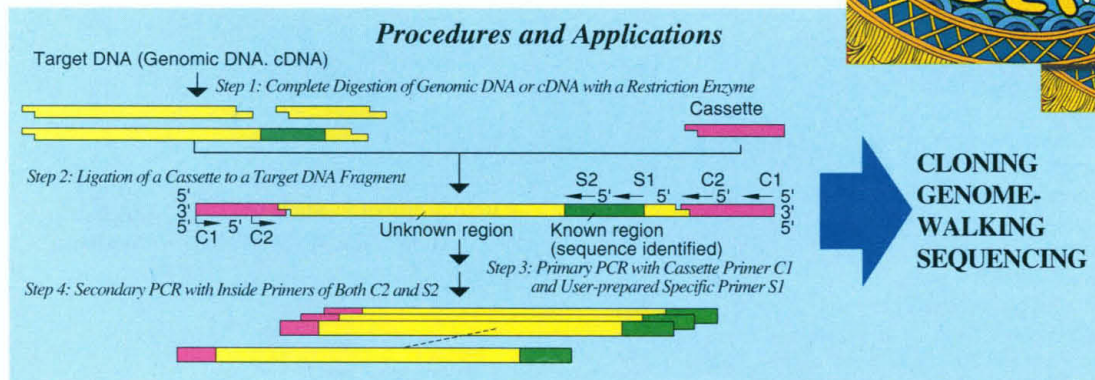 Procedures and Applications
Target DNA (Genomic DNA. cDNA)
Step 1: Complete Digestion of Genomic DNA or cDNA with a Restriction Enzyme
Cassette
Step 2: Ligation of a Cassette to a Target DNA Fragment
S2 S1 C2 C1
5' 5' 5' 5'
5' 3' 5'
5' 3' 5'
C1 5' C2
Unknown region
Known region
(sequence identified)
Step 3: Primary PCR with Cassette Primer C1
and User-prepared Specific Primer S1
Step 4: Secondary PCR with Inside Primers of Both C2 and S2
CLONING
GENOME-
WALKING
SEQUENCING